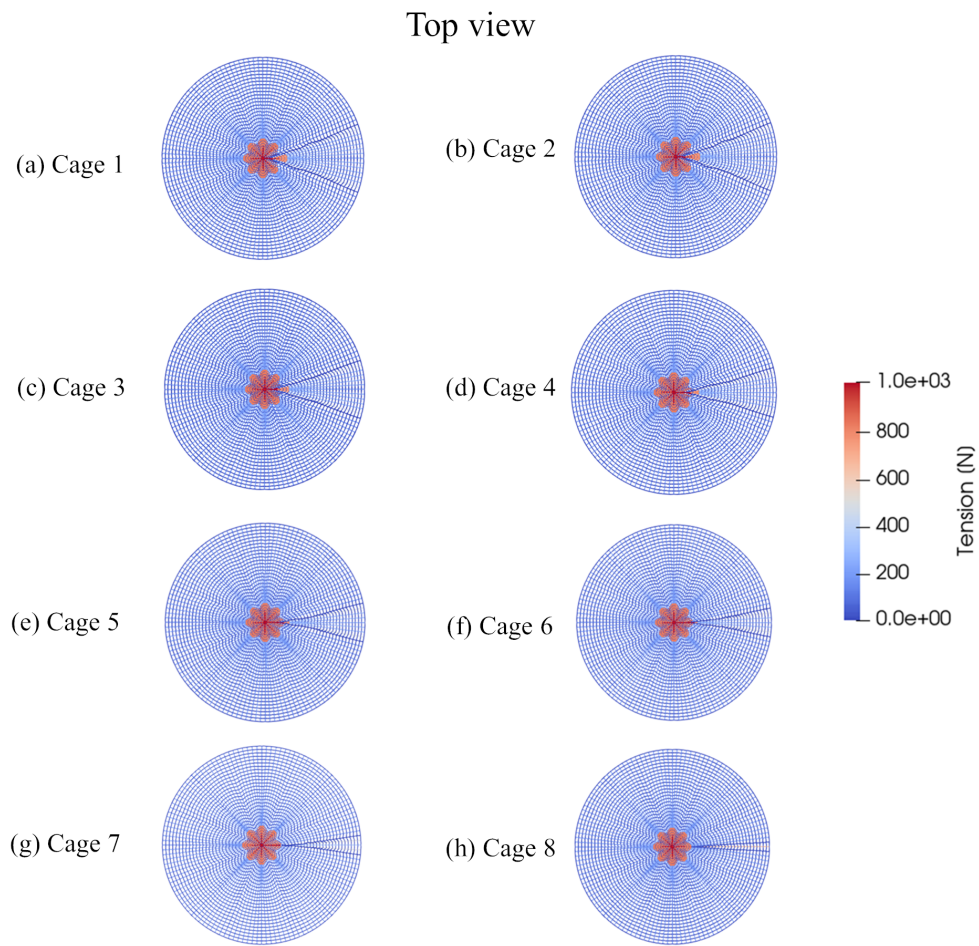 Top view
(a) Cage 1
(b) Cage 2
(c) Cage 3
(d) Cage 4
(e) Cage 5
(f) Cage 6
(g) Cage 7
(h) Cage 8
1.0e+03
800
600
400
200
0.0e+00
Tension (N)